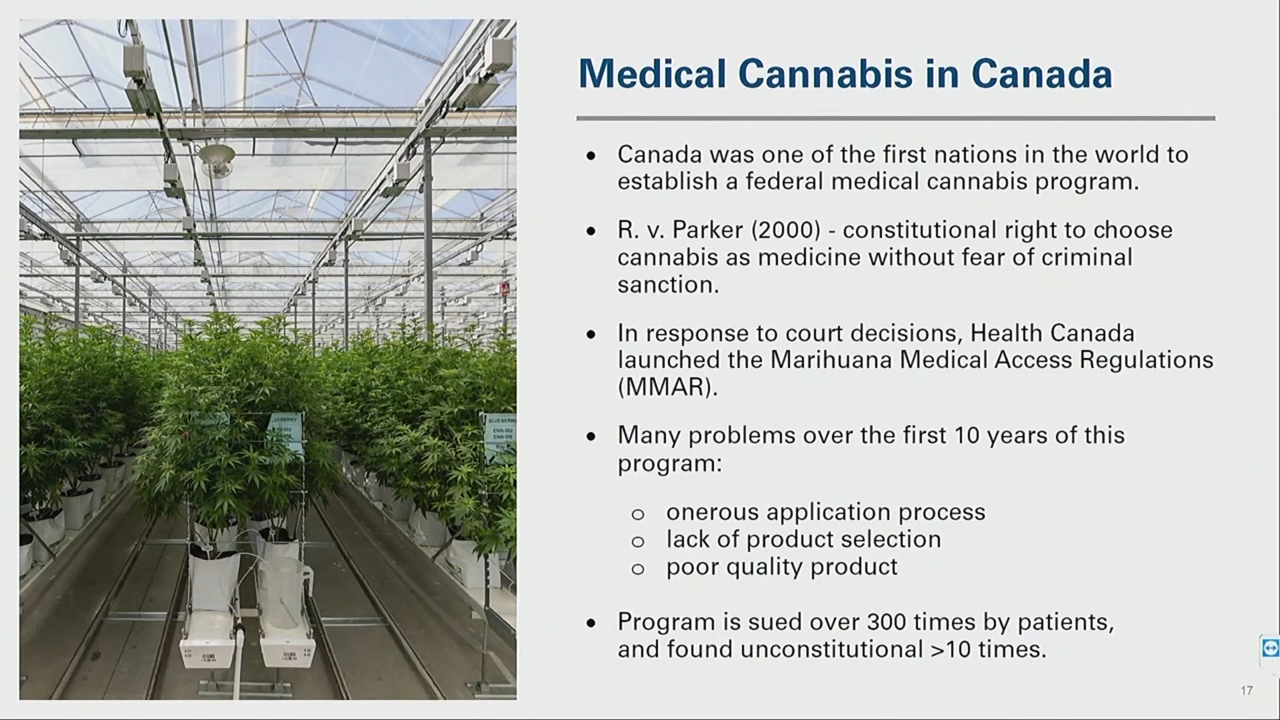 Medical Cannabis in Canada
• Canada was one of the first nations in the world to
establish a federal medical cannabis program.
• R. v. Parker (2000) - constitutional right to choose
cannabis as medicine without fear of criminal
sanction.
• In response to court decisions, Health Canada
launched the Marihuana Medical Access Regulations
(MMAR).
• Many problems over the first 10 years of this
program:
o onerous application process
o lack of product selection
o poor quality product
• Program is sued over 300 times by patients,
and found unconstitutional >10 times.
17